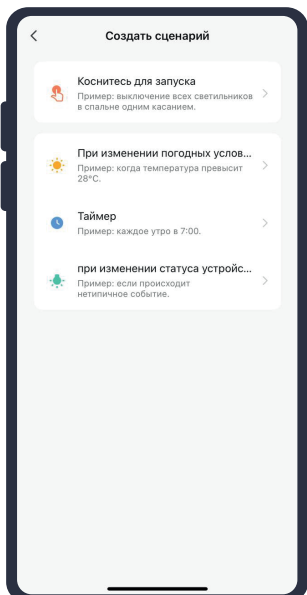 Создать сценарий
Коснитесь для запуска
Пример: выключение всех светильников
в спальне одним касанием.
При изменении погодных услов...
Пример: когда температура превысит
28°C.
Таймер
Пример: каждое утро в 7:00.
при изменении статуса устройс...
Пример: если происходит
нетипичное событие.